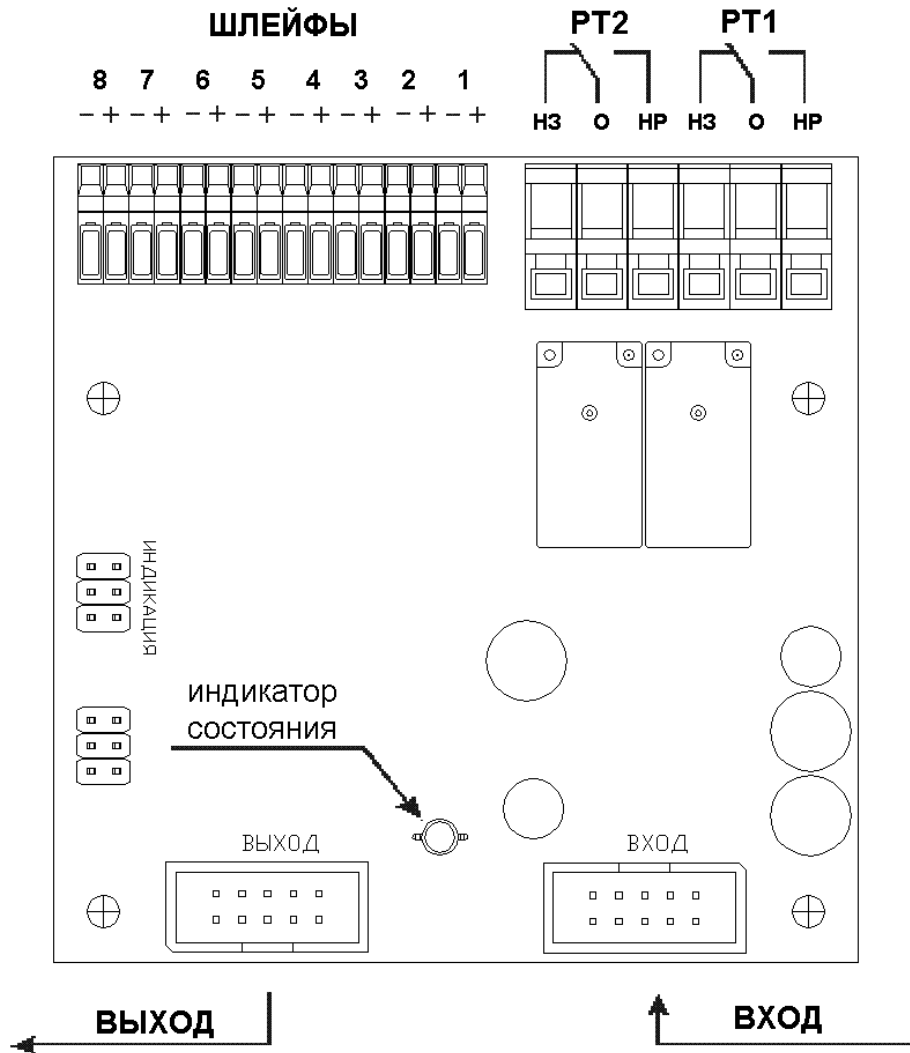 ШЛЕЙФЫ
РТ2
РТ1
8 7 6 5 4 3 2 1
- + - + - + - + - + - + - + - +
НЗ О НР НЗ О НР
ИНДИКАЦИЯ
индикатор
состояния
ВЫХОД
ВХОД
ВЫХОД
ВХОД